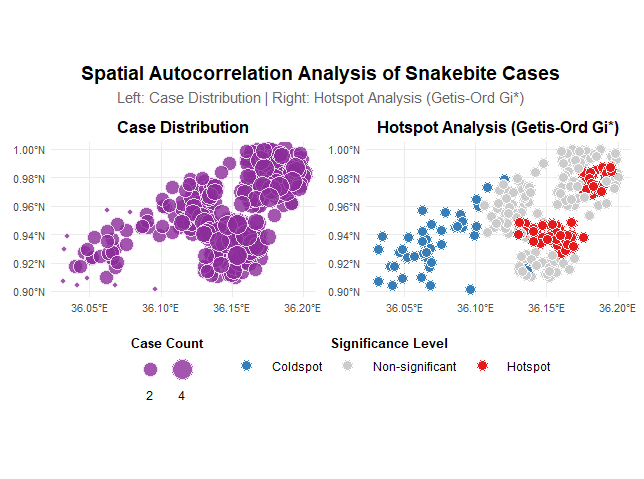 Spatial Autocorrelation Analysis of Snakebite Cases
Left: Case Distribution | Right: Hotspot Analysis (Getis-Ord Gi*)
Case Distribution
1.00°N
0.98°N
0.96°N
0.94°N
0.92°N
0.90°N
36.05°E 36.10°E 36.15°E 36.20°E
Hotspot Analysis (Getis-Ord Gi*)
1.00°N
0.98°N
0.96°N
0.94°N
0.92°N
0.90°N
36.05°E 36.10°E 36.15°E 36.20°E
Case Count
2 4
Significance Level
Coldspot Non-significant Hotspot